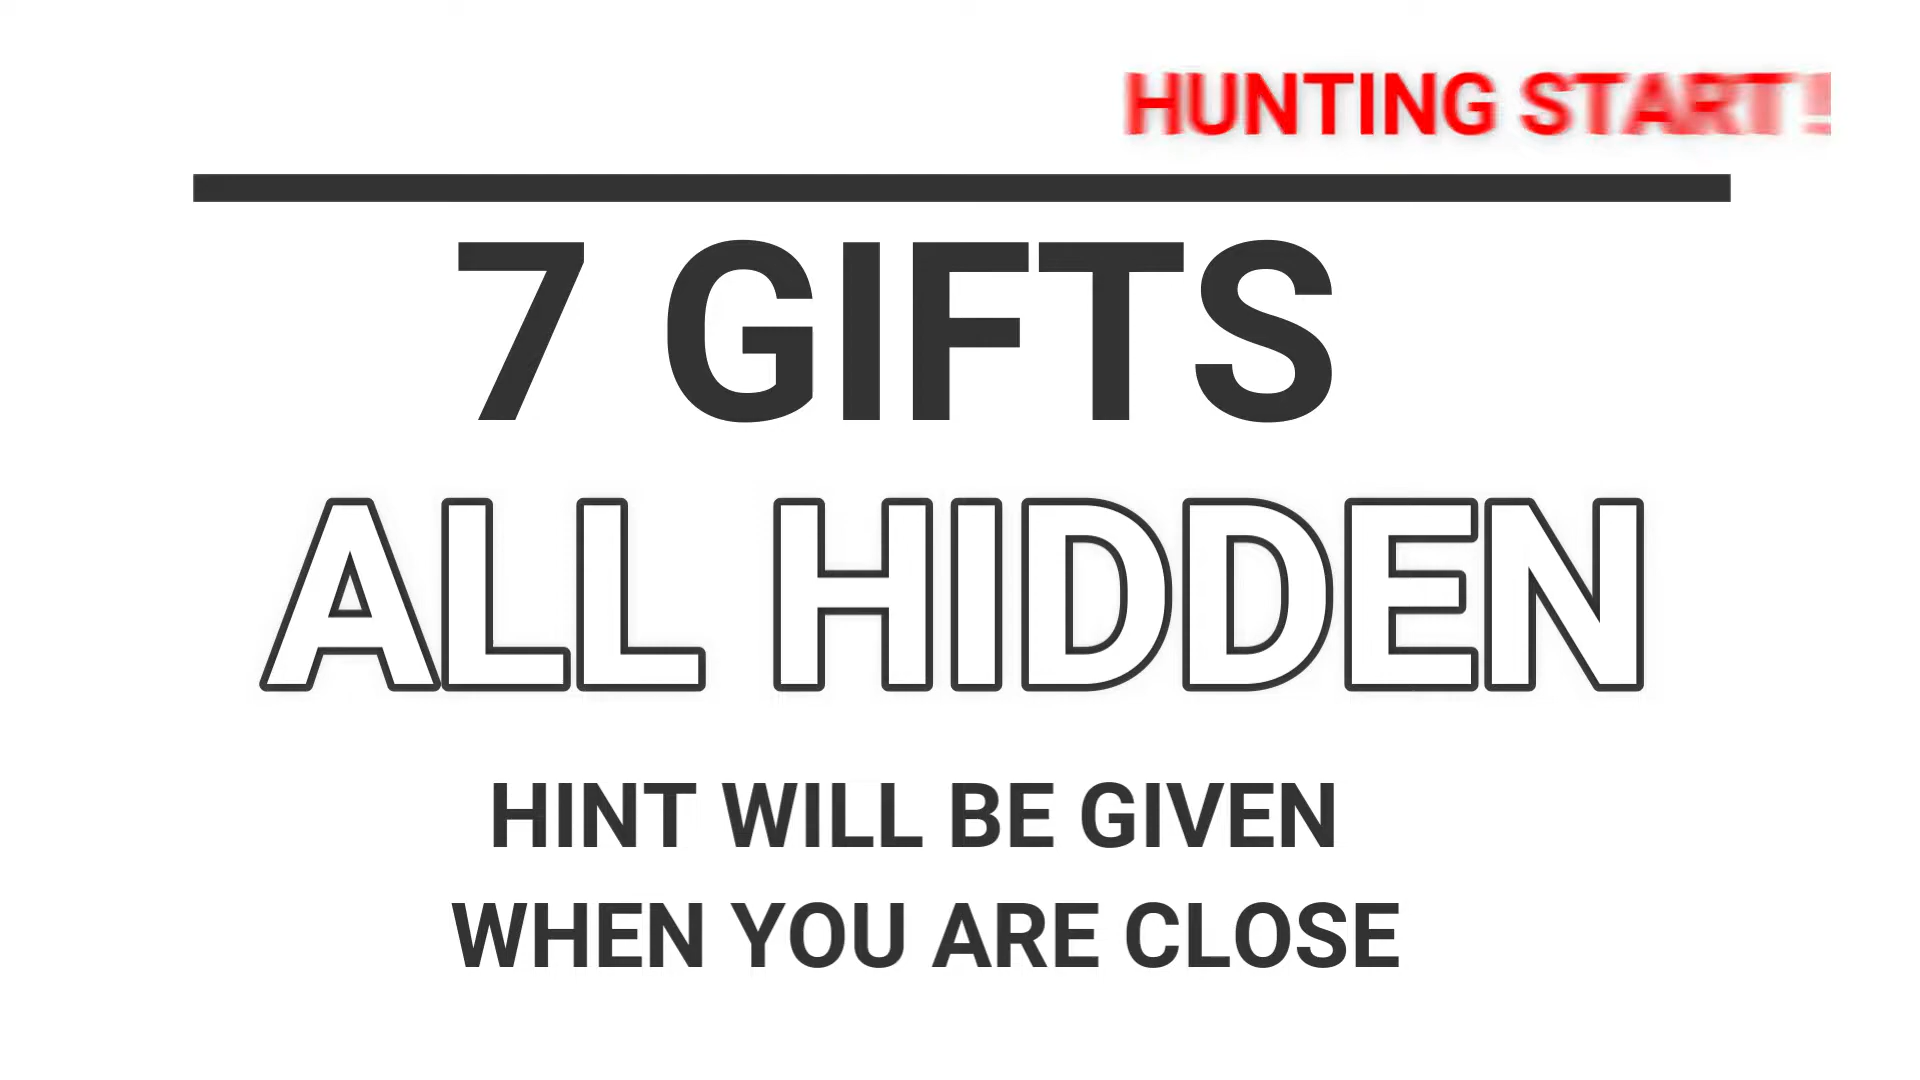 HUNTING START!
7 GIFTS
ALL HIDDEN
HINT WILL BE GIVEN
WHEN YOU ARE CLOSE